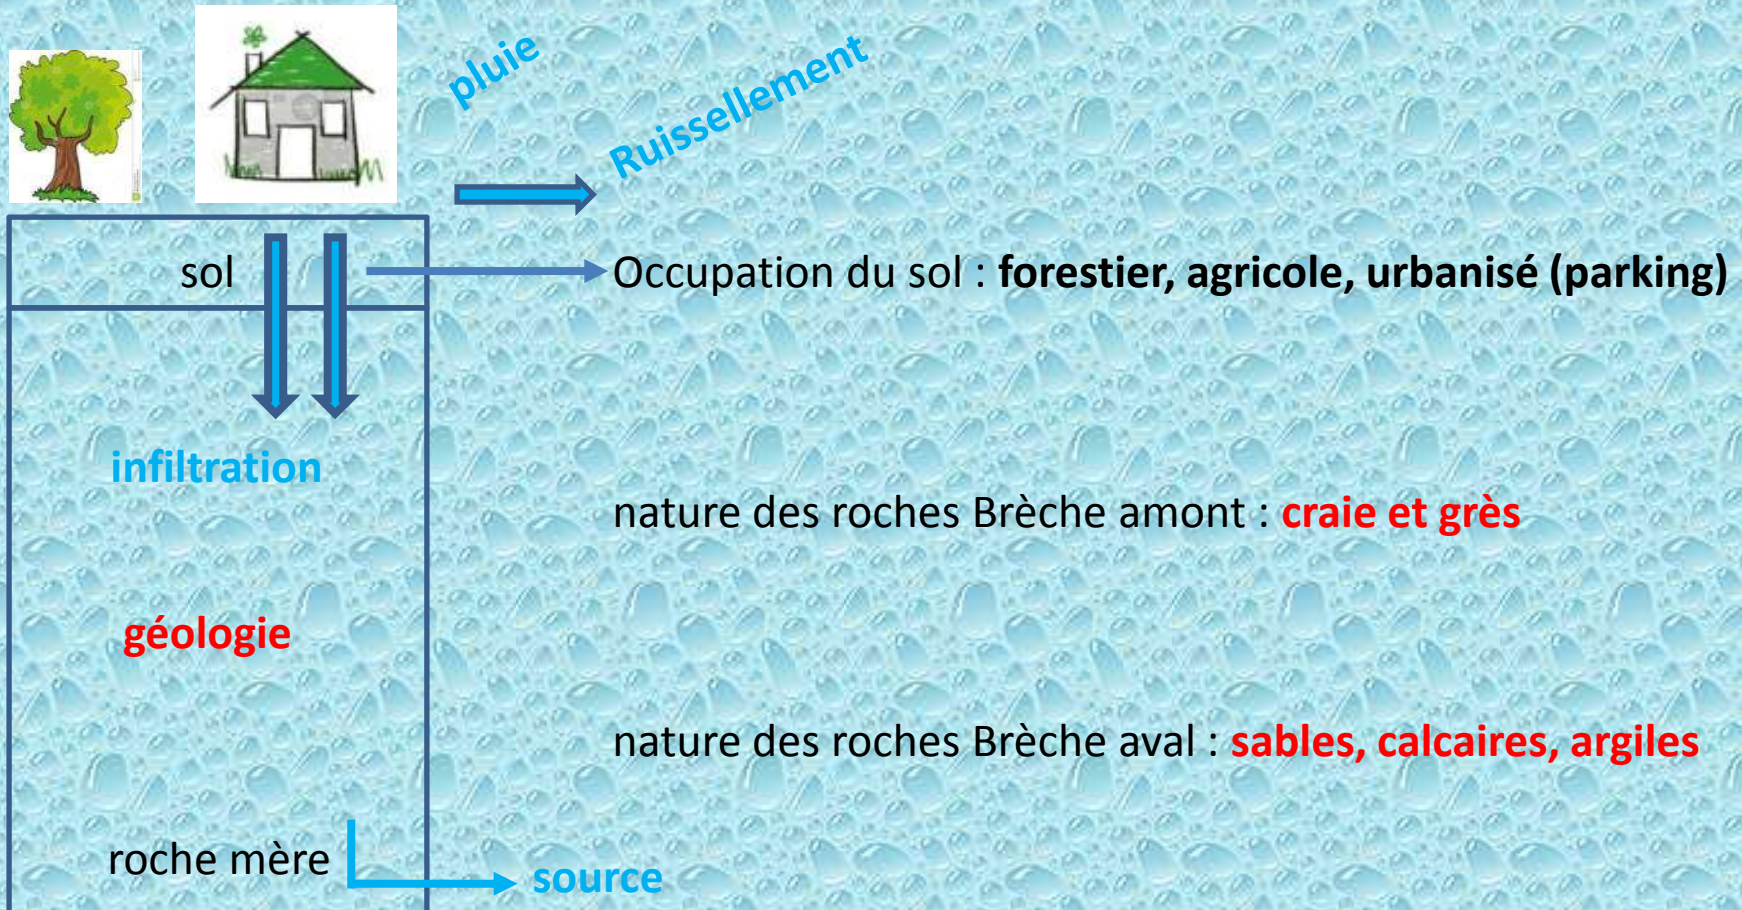 pluie
Ruissellement
sol
Occupation du sol : forestier, agricole, urbanisé (parking)
infiltration
nature des roches Brèche amont : craie et grès
géologie
nature des roches Brèche aval : sables, calcaires, argiles
roche mère
source